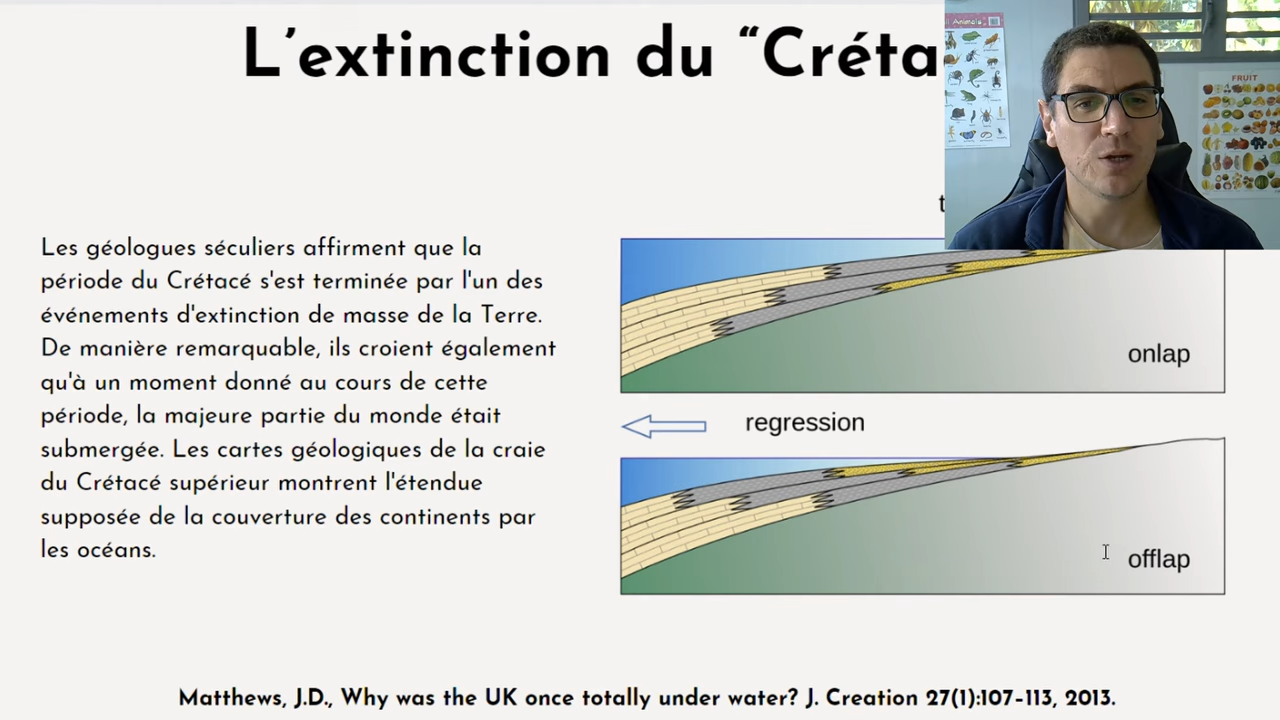 L’extinction du “Créta
Les géologues séculiers affirment que la
période du Crétacé s'est terminée par l'un des
événements d'extinction de masse de la Terre.
De manière remarquable, ils croient également
qu'à un moment donné au cours de cette
période, la majeure partie du monde était
submergée. Les cartes géologiques de la craie
du Crétacé supérieur montrent l'étendue
supposée de la couverture des continents par
les océans.
onlap
regression
offlap
Matthews, J.D., Why was the UK once totally under water? J. Creation 27(1):107–113, 2013.
Animals
FRUIT